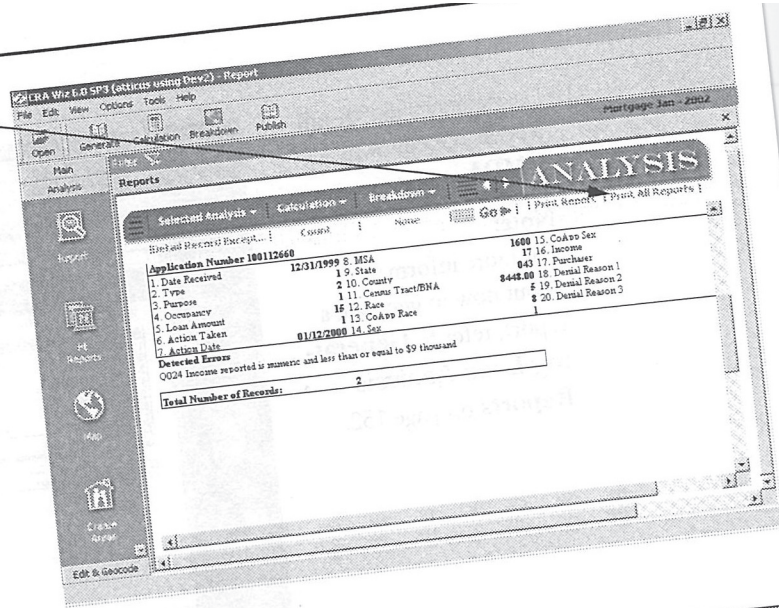 CRA Wiz 6.0 SP3 (atticus using Dev2) - Report
File Edit View Options Tools Help
Open Generate Calculation Breakdown Publish
Main
Mortgage Jan - 2002
Analysis
Reports
ANALYSIS
Selected Analysis Calculation Breakdown
Detail Record Except... Count None Go | Print Report | Print All Reports |
Application Number 100112660
1. Date Received 12/31/1999 8. MSA 1600 15. CoApp Sex
2. Type 1 9. State 17 16. Income
3. Purpose 2 10. County 043 17. Purchaser
4. Occupancy 1 11. Census Tract/BNA 8448.00 18. Denial Reason 1
5. Loan Amount 15 12. Race 5 19. Denial Reason 2
6. Action Taken 1 13. CoApp Race 8 20. Denial Reason 3
7. Action Date 01/12/2000 14. Sex 1
Detected Errors
Q024 Income reported is numeric and less than or equal to $9 thousand
Total Number of Records: 2
Report
Reports
Map
Create
Areas
Edit & Geocode